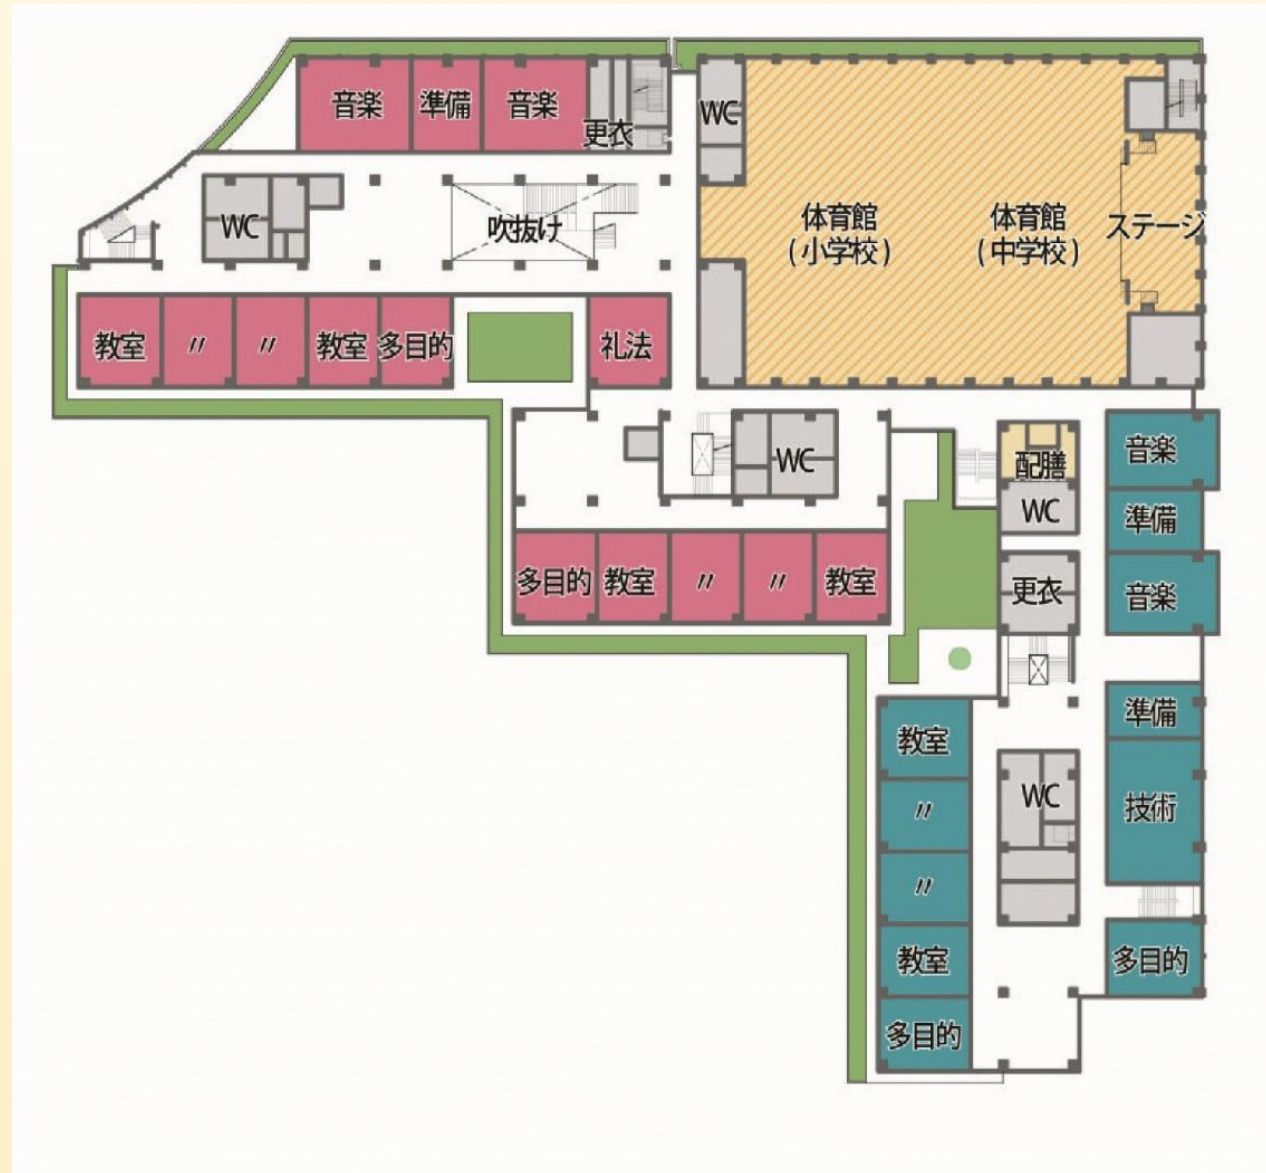 音楽
準備
音楽
更衣
WC
WC
吹抜け
体育館
(小学校)
体育館
(中学校)
ステージ
教室
〃
〃
教室
多目的
礼法
WC
配膳
WC
音楽
準備
音楽
更衣
多目的
教室
〃
〃
教室
準備
教室
〃
〃
教室
多目的
WC
技術
多目的